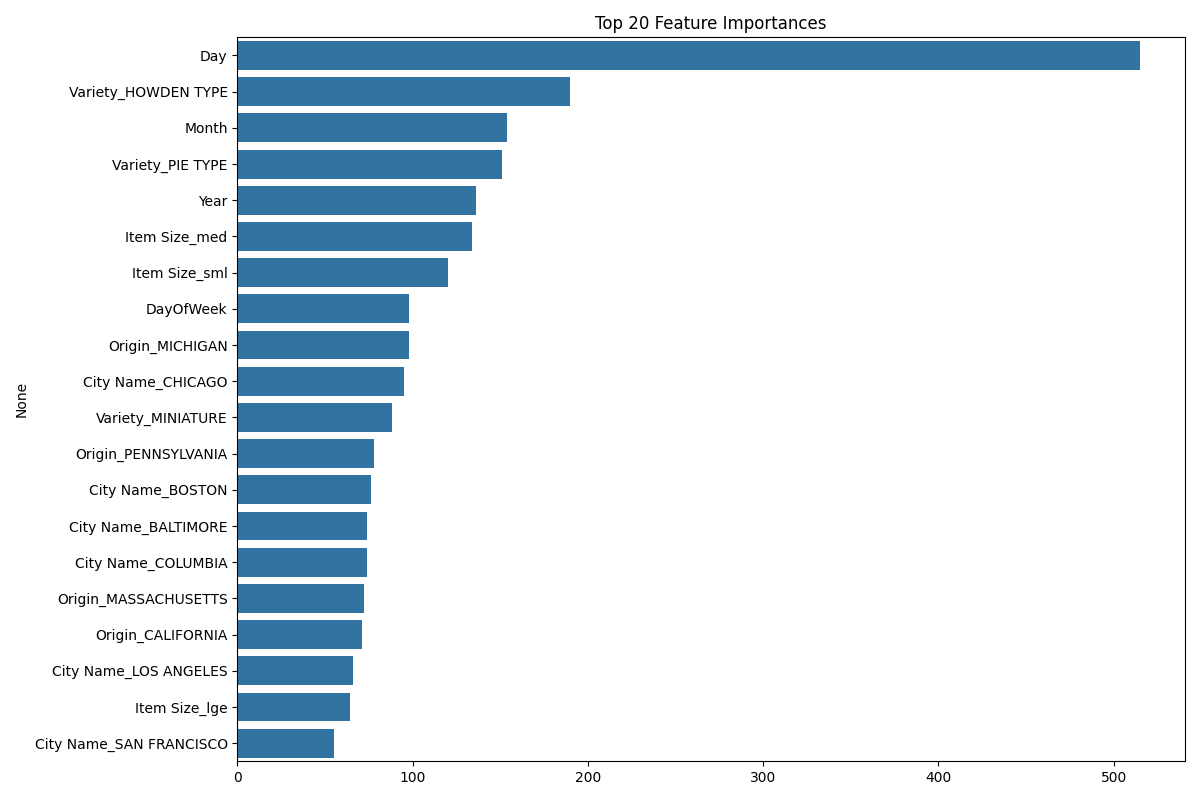 Top 20 Feature Importances
Day
Variety_HOWDEN TYPE
Month
Variety_PIE TYPE
Year
Item Size_med
Item Size_sml
DayOfWeek
Origin_MICHIGAN
City Name_CHICAGO
Variety_MINIATURE
Origin_PENNSYLVANIA
City Name_BOSTON
City Name_BALTIMORE
City Name_COLUMBIA
Origin_MASSACHUSETTS
Origin_CALIFORNIA
City Name_LOS ANGELES
Item Size_lge
City Name_SAN FRANCISCO
None
0 100 200 300 400 500